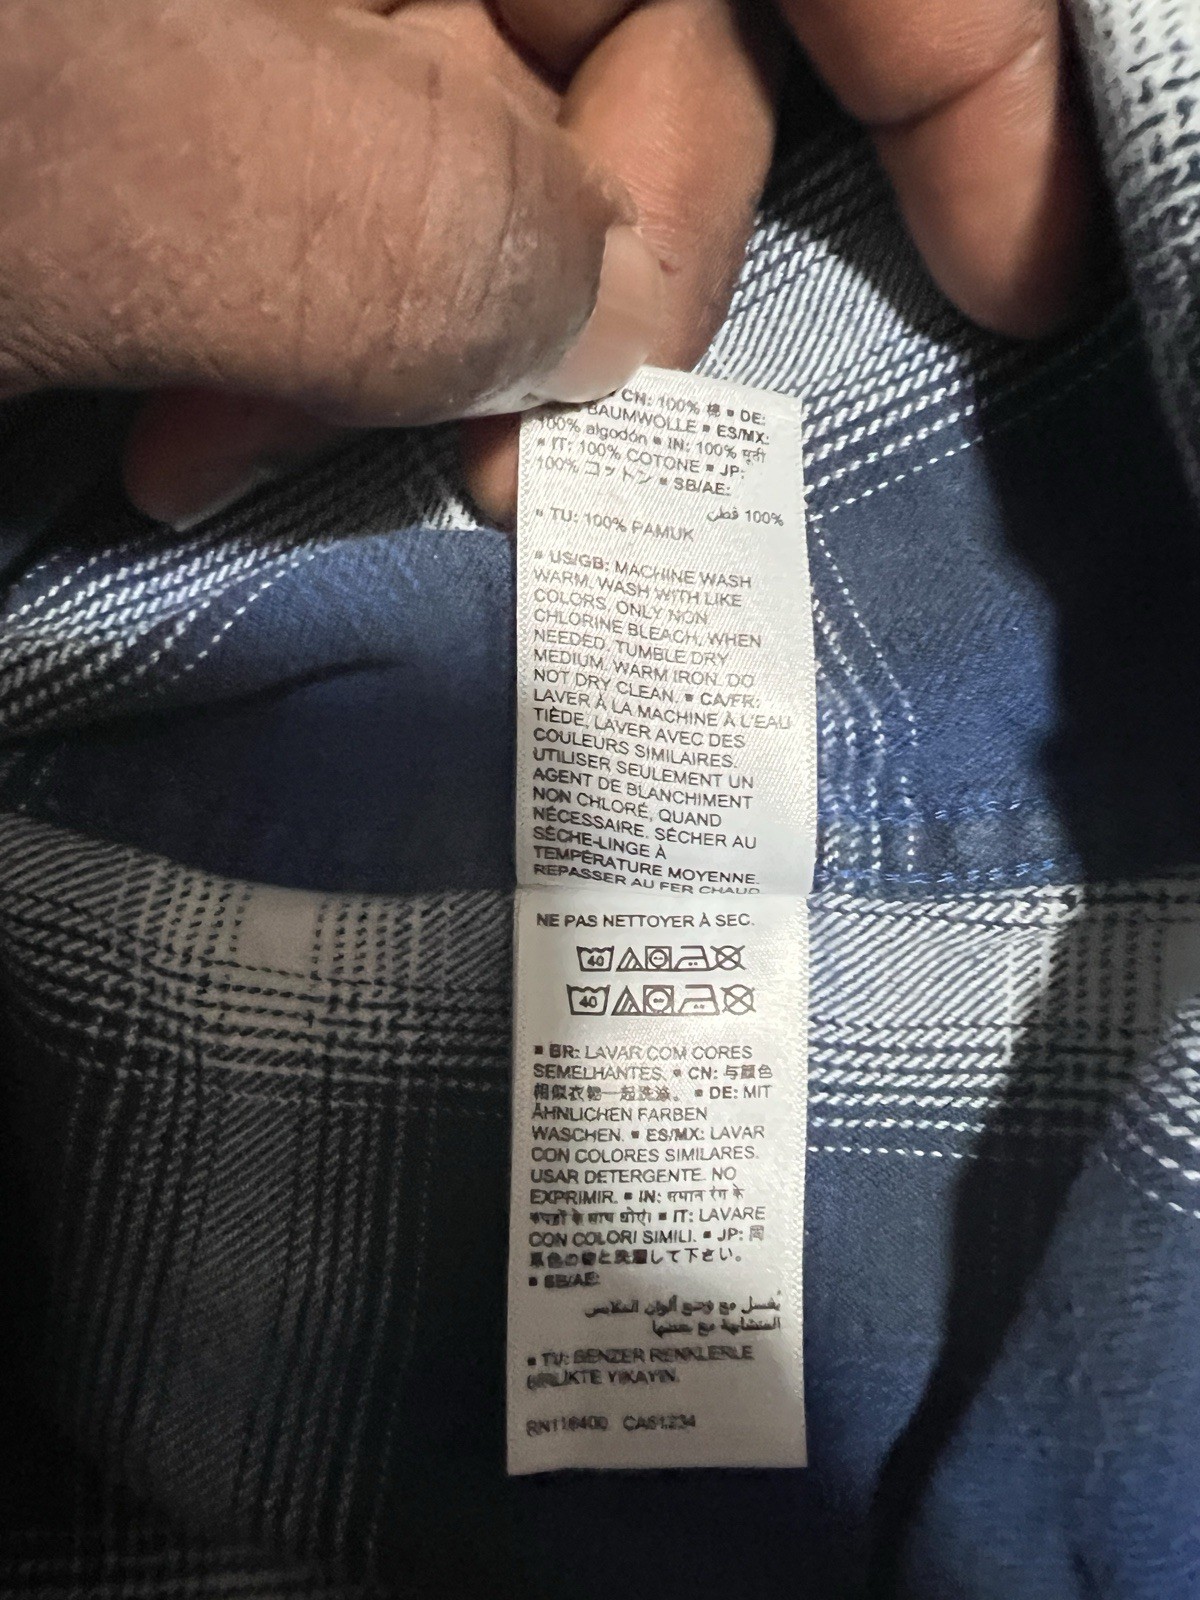 CN: 100% 棉 ▪ DE:
BAUMWOLLE ▪ ES/MX:
100% algodón ▪ IN: 100% सूती
▪ IT: 100% COTONE ▪ JP:
100% コットン ▪ SB/AE:
100% قطن
▪ TU: 100% PAMUK
▪ US/GB: MACHINE WASH
WARM, WASH WITH LIKE
COLORS, ONLY NON
CHLORINE BLEACH, WHEN
NEEDED, TUMBLE DRY
MEDIUM, WARM IRON. DO
NOT DRY CLEAN. ▪ CA/FR:
LAVER À LA MACHINE À L'EAU
TIÈDE, LAVER AVEC DES
COULEURS SIMILAIRES.
UTILISER SEULEMENT UN
AGENT DE BLANCHIMENT
NON CHLORÉ, QUAND
NÉCESSAIRE. SÉCHER AU
SÈCHE-LINGE À
TEMPÉRATURE MOYENNE.
REPASSER AU FER CHAUD
NE PAS NETTOYER À SEC.
40
40
▪ BR: LAVAR COM CORES
SEMELHANTES. ▪ CN: 与颜色
相似衣物一起洗涤。 ▪ DE: MIT
ÄHNLICHEN FARBEN
WASCHEN. ▪ ES/MX: LAVAR
CON COLORES SIMILARES.
USAR DETERGENTE. NO
EXPRIMIR. ▪ IN: समान रंग के
कपड़ों के साथ धोएं। ▪ IT: LAVARE
CON COLORI SIMILI. ▪ JP: 同
系色の物と洗濯して下さい。
▪ SB/AE:
يُغسل مع وضع ألوان الملابس
المتشابهة مع بعضها
▪ TU: BENZER RENKLERLE
BİRLİKTE YIKAYIN.
RN116400 CA61234